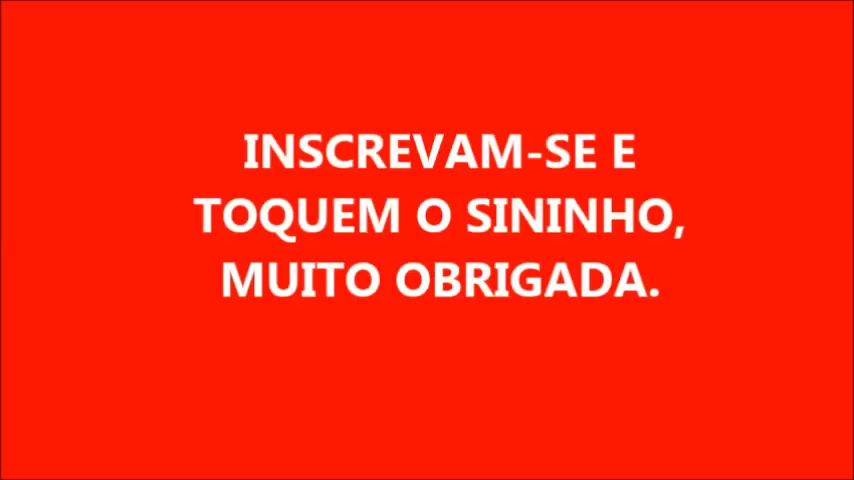 INSCREVAM-SE E
TOQUEM O SININHO,
MUITO OBRIGADA.